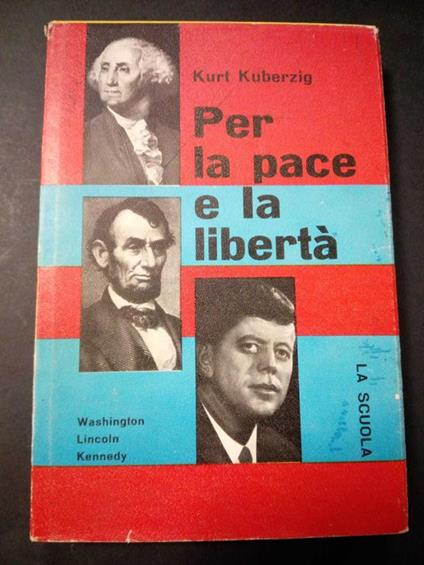 Kurt Kuberzig
Per
la pace
e la
libertà
Washington
Lincoln
Kennedy
LA SCUOLA